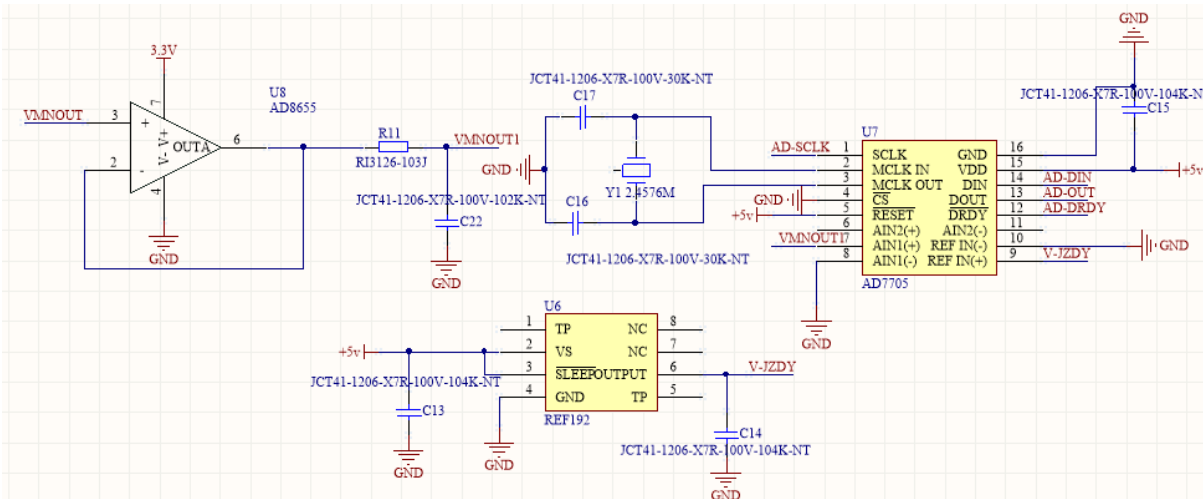 3.3V
U8
AD8655
VMNOUT
3
2
7
4
6
+
-
V+
V-
OUTA
GND
R11
RI3126-103J
VMNOUT1
JCT41-1206-X7R-100V-102K-NT
C22
GND
JCT41-1206-X7R-100V-30K-NT
C17
GND
Y1 2.4576M
C16
JCT41-1206-X7R-100V-30K-NT
GND
JCT41-1206-X7R-100V-104K-N
C15
U7
AD-SCLK
1
SCLK
GND
16
2
MCLK IN
VDD
15
+5v
3
MCLK OUT
DIN
14
AD-DIN
GND
4
CS
DOUT
13
AD-OUT
+5v
5
RESET
DRDY
12
AD-DRDY
6
AIN2(+)
AIN2(-)
11
VMNOUT1
7
AIN1(+)
REF IN(-)
10
GND
8
AIN1(-)
REF IN(+)
9
V-JZDY
AD7705
GND
U6
1
TP
NC
8
+5v
2
VS
NC
7
3
SLEEP
OUTPUT
6
V-JZDY
4
GND
TP
5
REF192
JCT41-1206-X7R-100V-104K-NT
C13
GND
GND
C14
JCT41-1206-X7R-100V-104K-NT
GND